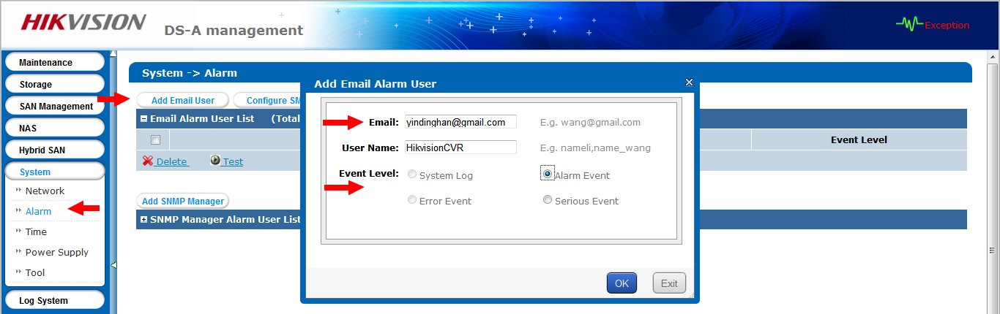 HIKVISION
DS-A management
Exception
Maintenance
Storage
SAN Management
NAS
Hybrid SAN
System
Network
Alarm
Time
Power Supply
Tool
Log System
System -> Alarm
Add Email User
Configure SM
Email Alarm User List (Total
Event Level
Delete
Test
Add SNMP Manager
SNMP Manager Alarm User List
Add Email Alarm User
Email: yindinghan@gmail.com E.g. wang@gmail.com
User Name: HikvisionCVR E.g. nameli,name_wang
Event Level: System Log Alarm Event
Error Event Serious Event
OK Exit